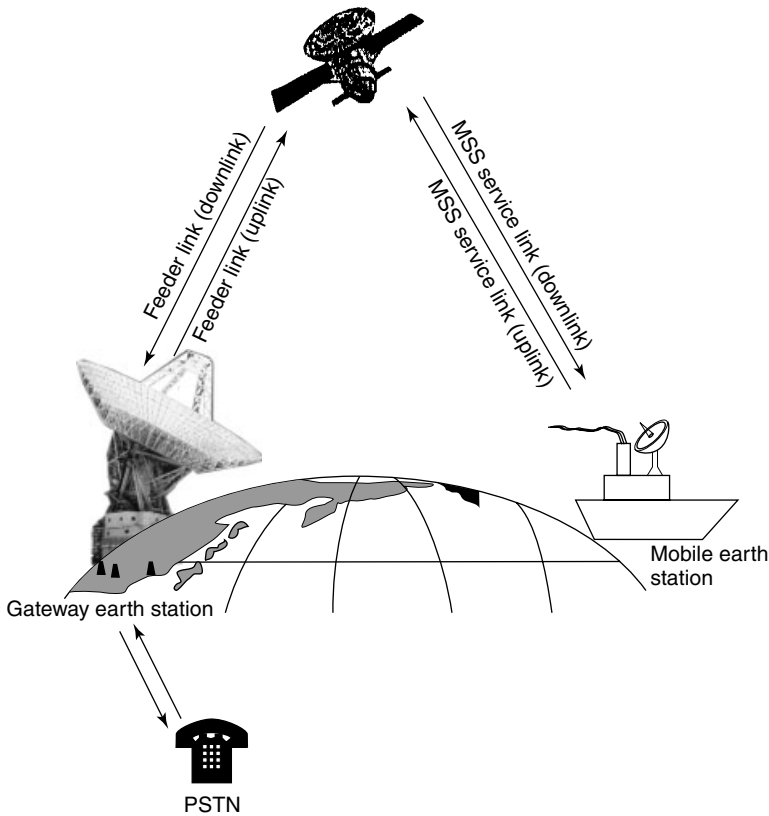 Feeder link (downlink)
Feeder link (uplink)
MSS service link (downlink)
MSS service link (uplink)
Mobile earth
station
Gateway earth station
PSTN